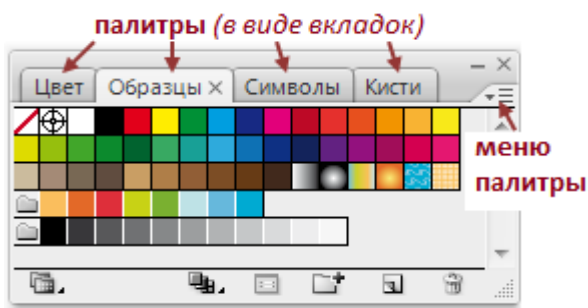 палитры (в виде вкладок)
Цвет Образцы × Символы Кисти
меню
палитры